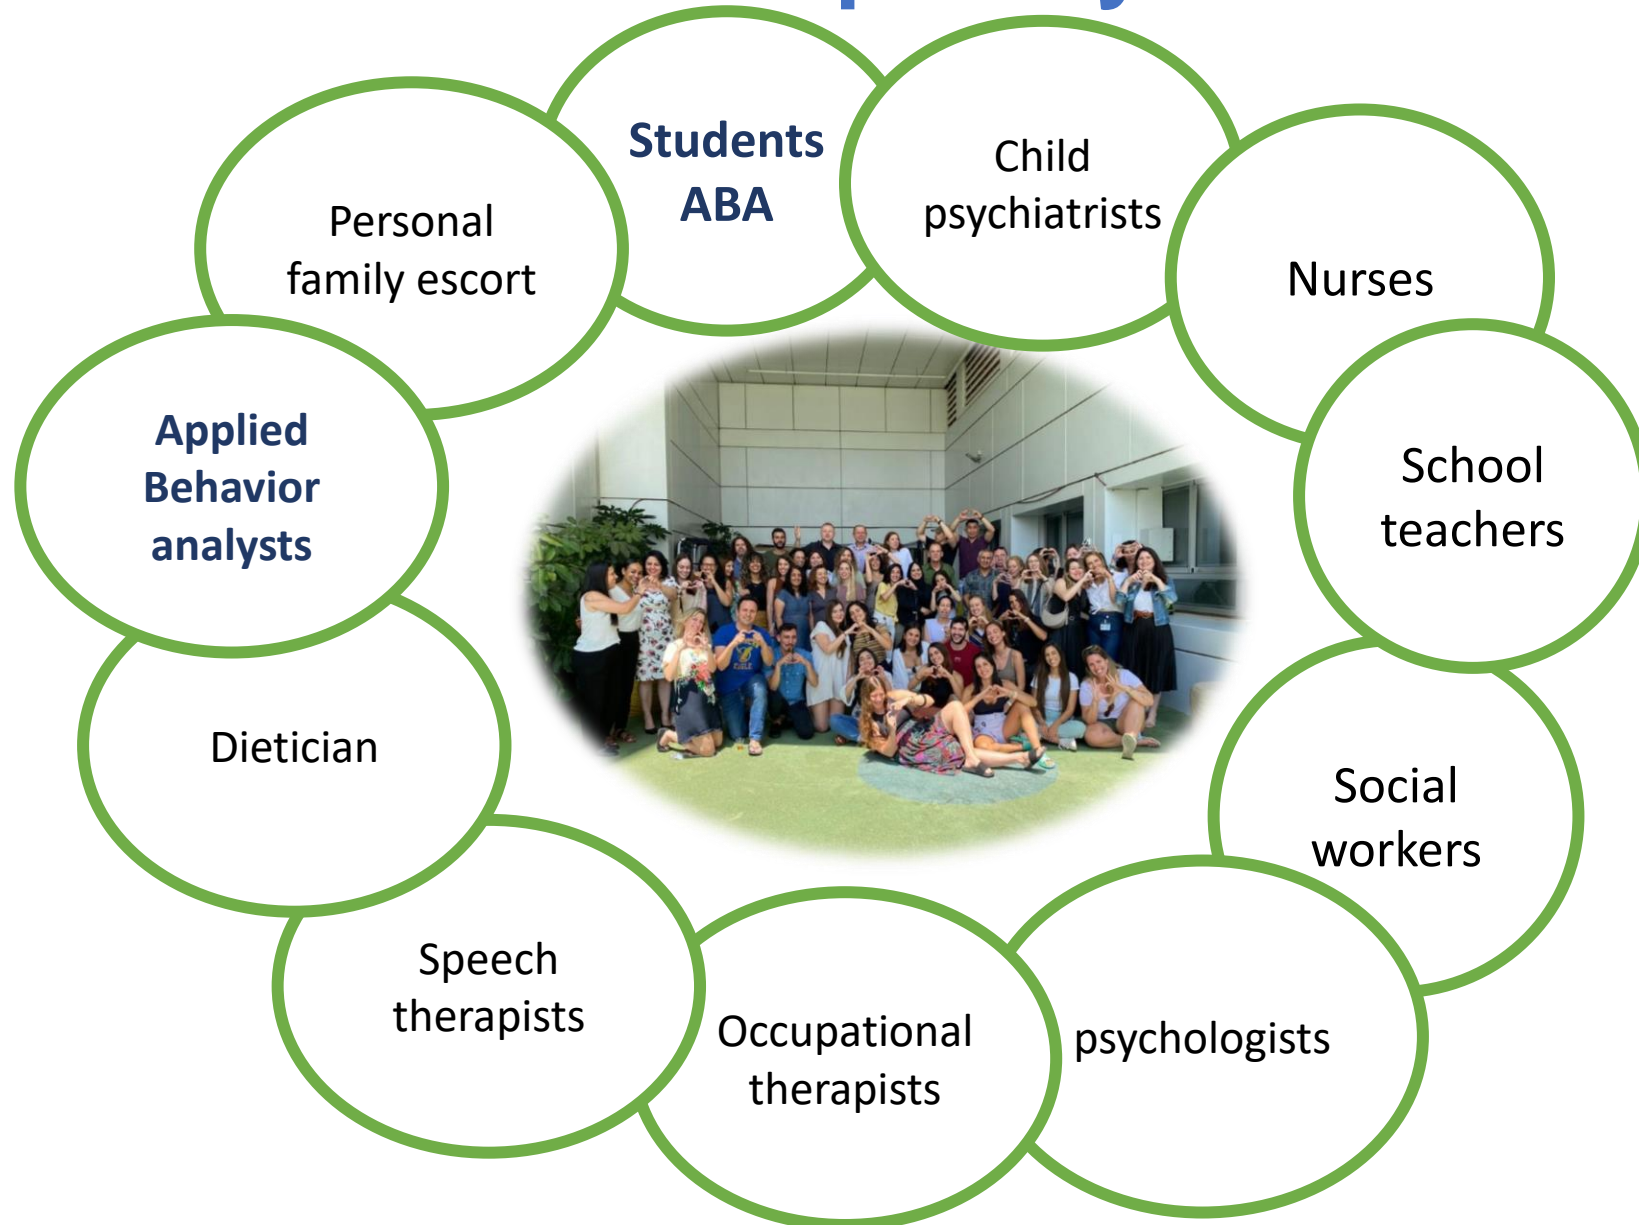 Students
ABA
Child
psychiatrists
Nurses
School
teachers
Social
workers
psychologists
Occupational
therapists
Speech
therapists
Dietician
Applied
Behavior
analysts
Personal
family escort